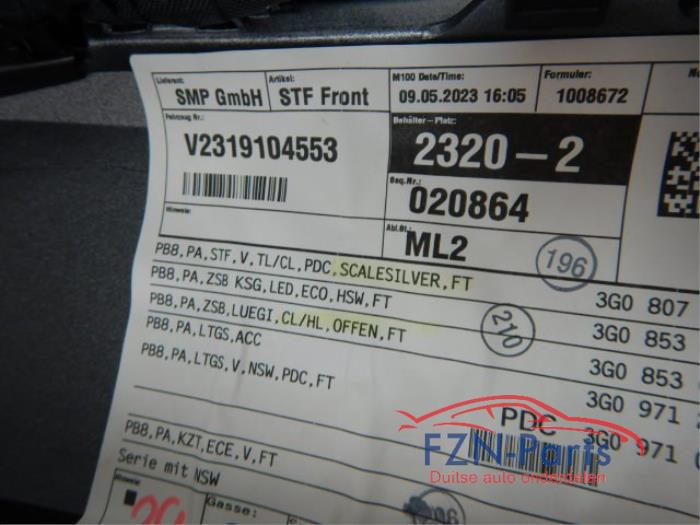 Lieferant: Artikel: M100 Date/Time: Formuler:
SMP GmbH STF Front 09.05.2023 16:05 1008672
Fahrzeug Nr.: Behälter - Platz:
V2319104553 2320-2
Seq.Nr.:
020864
Hinweis: Abl.St.:
ML2 196
PB8,PA,STF,V,TL/CL,PDC,SCALESILVER,FT 3G0 807
PB8,PA,ZSB KSG,LED,ECO,HSW,FT 210 3G0 853
PB8,PA,ZSB,LUEGI,CL/HL,OFFEN,FT 3G0 853
PB8,PA,LTGS,ACC 3G0 971
PB8,PA,LTGS,V,NSW,PDC,FT PDC 3G0 971
PB8,PA,KZT,ECE,V,FT
Serie mit NSW
Gasse:
FZN-Parts
Duitse auto onderdelen